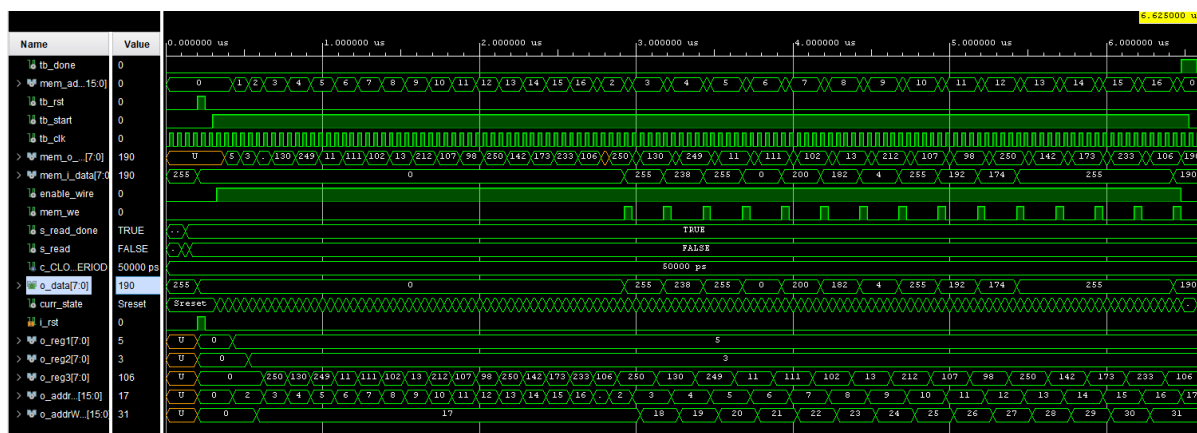 6.625000 u
Name Value 0.000000 us 1.000000 us 2.000000 us 3.000000 us 4.000000 us 5.000000 us 6.000000 us
tb_done 0
mem_ad...15:0] 0 0 1 2 3 4 5 6 7 8 9 10 11 12 13 14 15 16 2 3 4 5 6 7 8 9 10 11 12 13 14 15 16 0
tb_rst 0
tb_start 0
tb_clk 0
mem_o_...[7:0] 190 U 5 3 . 130 249 11 111 102 13 212 107 98 250 142 173 233 106 250 130 249 11 111 102 13 212 107 98 250 142 173 233 106 190
mem_i_data[7:0 190 255 0 255 238 255 0 200 182 4 255 192 174 255 190
enable_wire 0
mem_we 0
s_read_done TRUE .. TRUE
s_read FALSE . FALSE
c_CLO...ERIOD 50000 ps 50000 ps
o_data[7:0] 190 255 0 255 238 255 0 200 182 4 255 192 174 255 190
curr_state Sreset Sreset .
i_rst 0
o_reg1[7:0] 5 U 0 5
o_reg2[7:0] 3 U 0 3
o_reg3[7:0] 106 U 0 250 130 249 11 111 102 13 212 107 98 250 142 173 233 106 250 130 249 11 111 102 13 212 107 98 250 142 173 233 106
o_addr...[15:0] 17 U 0 2 3 4 5 6 7 8 9 10 11 12 13 14 15 16 . 2 3 4 5 6 7 8 9 10 11 12 13 14 15 16 17
o_addrW...[15:0 31 U 0 17 18 19 20 21 22 23 24 25 26 27 28 29 30 31